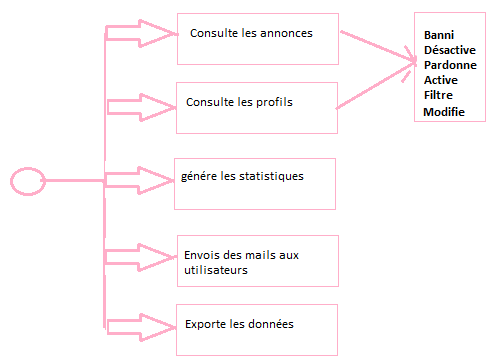 Consulte les annonces
Consulte les profils
génére les statistiques
Envois des mails aux
utilisateurs
Exporte les données
Banni
Désactive
Pardonne
Active
Filtre
Modifie